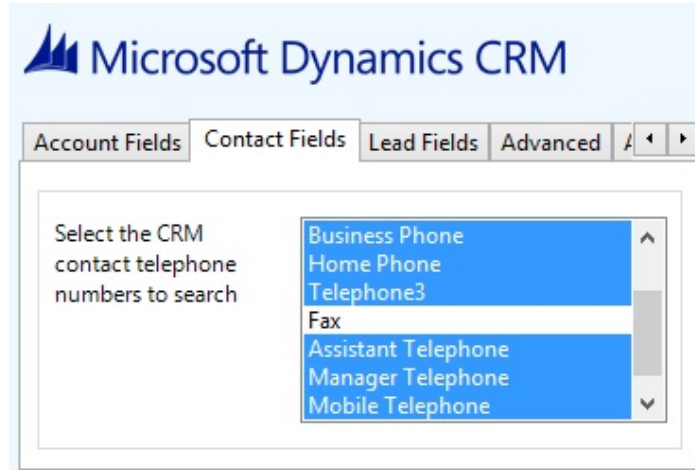 Microsoft Dynamics CRM
Account Fields Contact Fields Lead Fields Advanced
Select the CRM
contact telephone
numbers to search
Business Phone
Home Phone
Telephone3
Fax
Assistant Telephone
Manager Telephone
Mobile Telephone